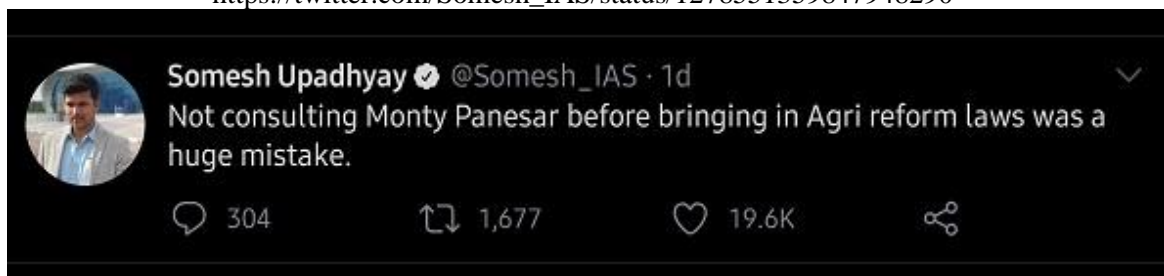 Somesh Upadhyay @Somesh_IAS · 1d
Not consulting Monty Panesar before bringing in Agri reform laws was a
huge mistake.
304 1,677 19.6K